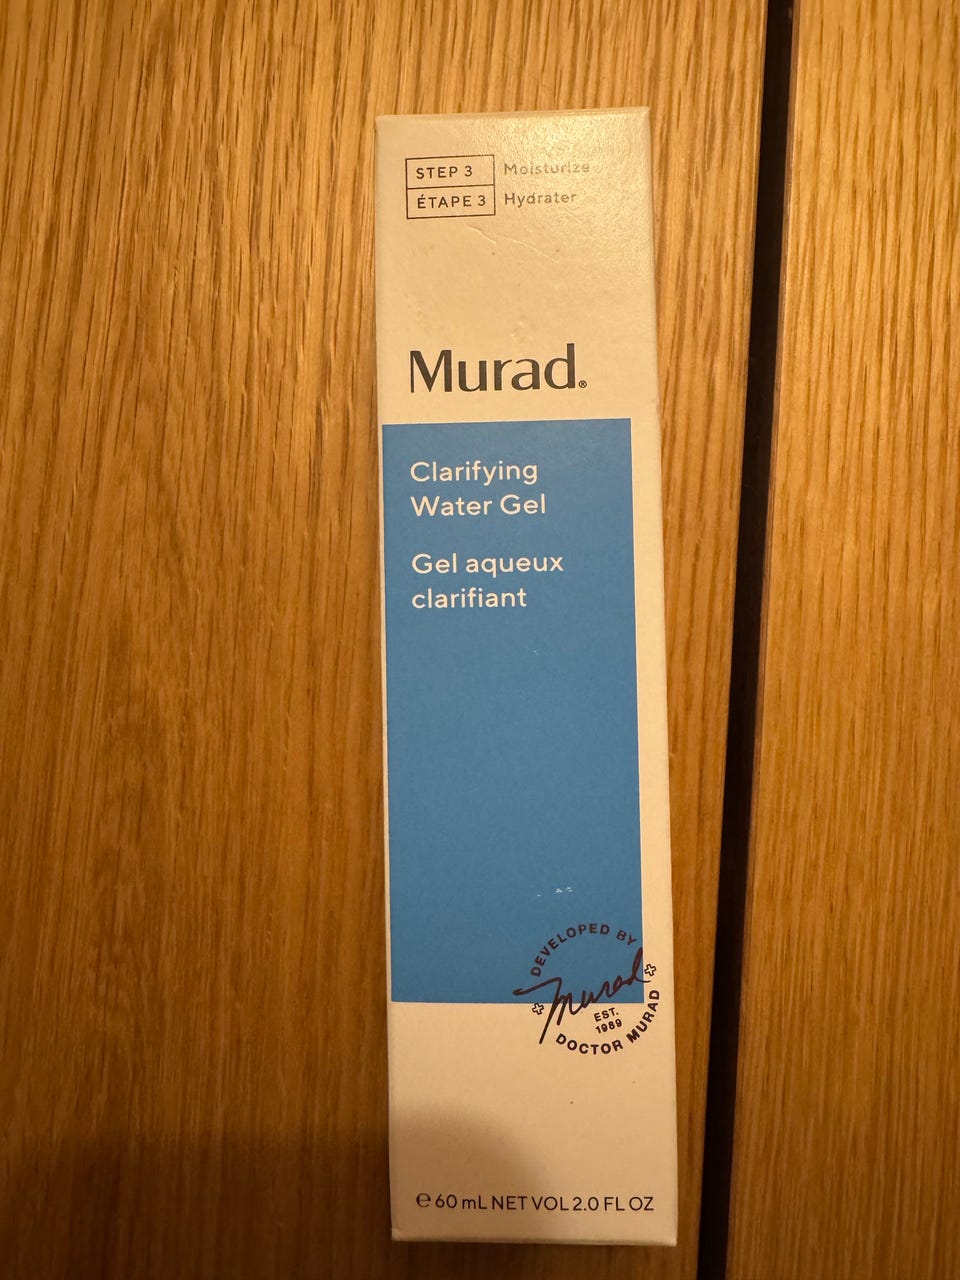 STEP 3 Moisturize
ÉTAPE 3 Hydrater
Murad®
Clarifying
Water Gel
Gel aqueux
clarifiant
DEVELOPED BY
Murad
EST.
1989
DOCTOR MURAD
℮ 60 mL NET VOL 2.0 FL OZ